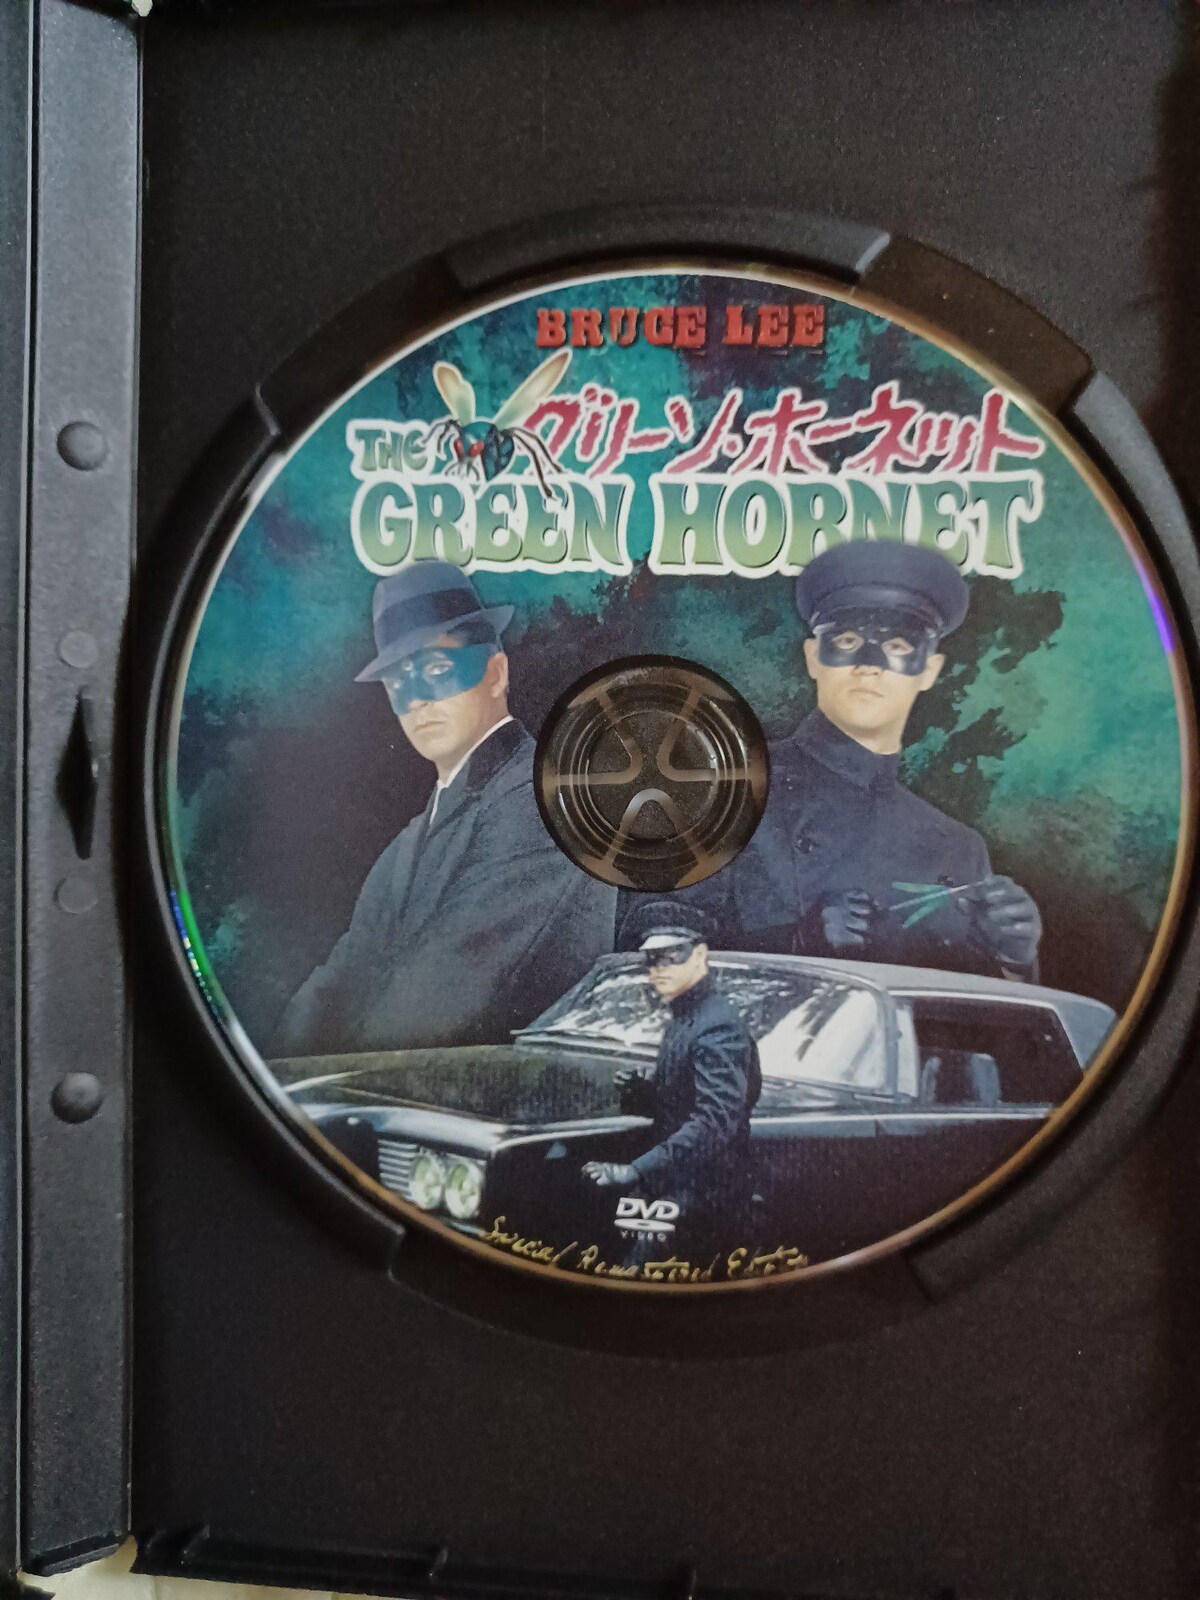 BRUCE LEE
THE グリーン・ホーネット
GREEN HORNET
DVD
VIDEO
Special Remastered Edition